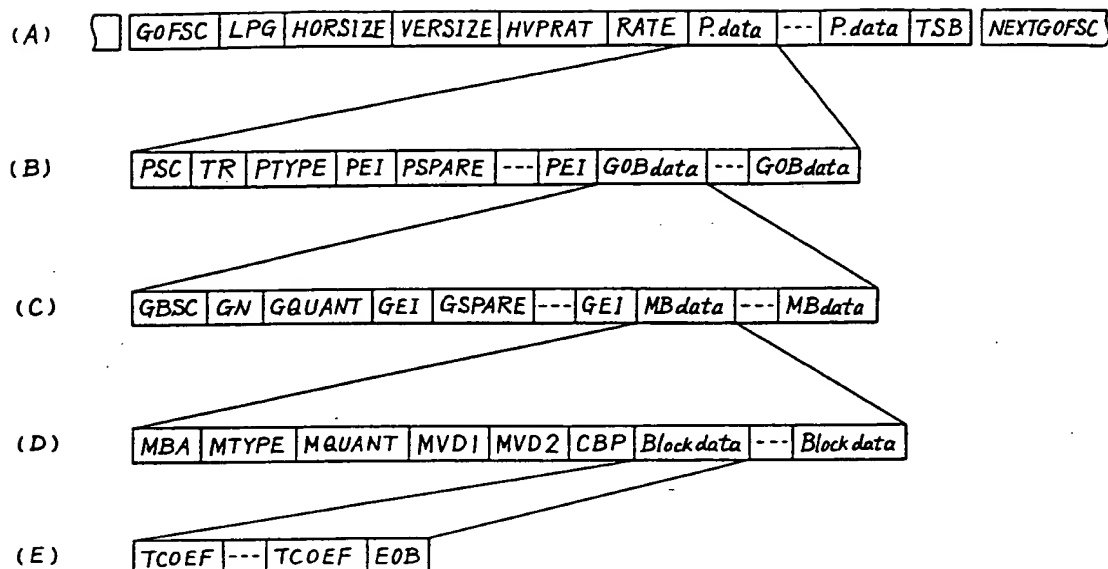 (A) GOFSC LPG HORSIZE VERSIZE HVPRAT RATE P.data --- P.data TSB NEXTGOFSC
(B) PSC TR PTYPE PEI PSPARE --- PEI GOBdata --- GOBdata
(C) GBSC GN GQUANT GEI GSPARE --- GEI MBdata --- MBdata
(D) MBA MTYPE MQUANT MVD1 MVD2 CBP Blockdata --- Blockdata
(E) TCOEF --- TCOEF EOB